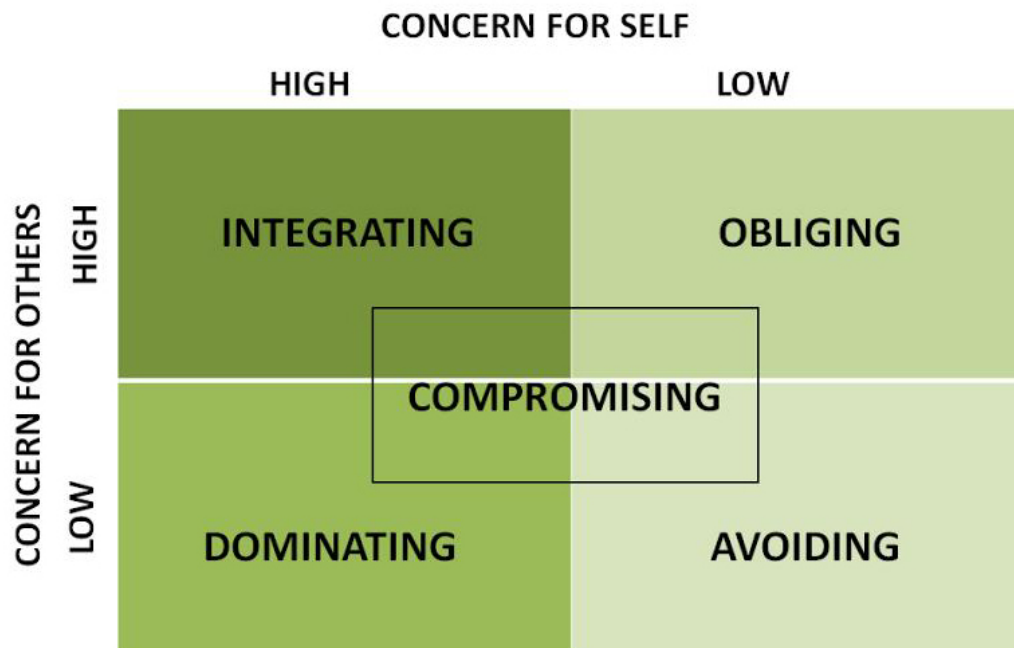 CONCERN FOR SELF
HIGH
LOW
CONCERN FOR OTHERS
HIGH
INTEGRATING
OBLIGING
COMPROMISING
LOW
DOMINATING
AVOIDING